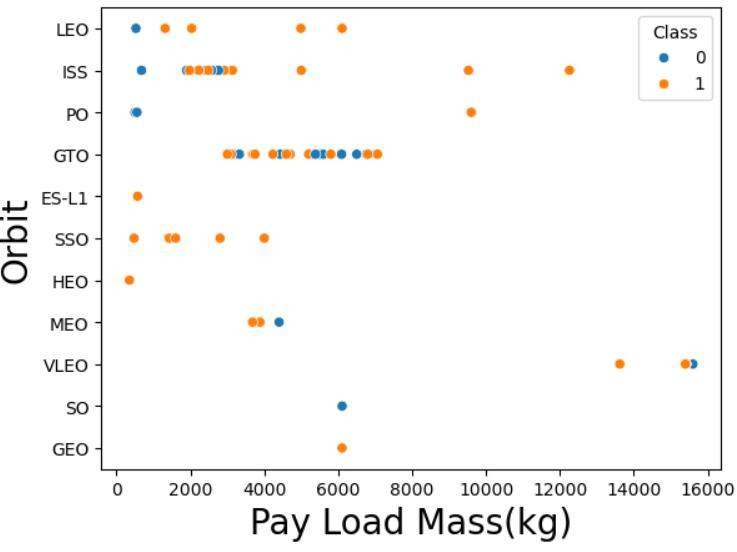 LEO
ISS
PO
GTO
ES-L1
SSO
HEO
MEO
VLEO
SO
GEO
Orbit
Class
0
1
0 2000 4000 6000 8000 10000 12000 14000 16000
Pay Load Mass(kg)